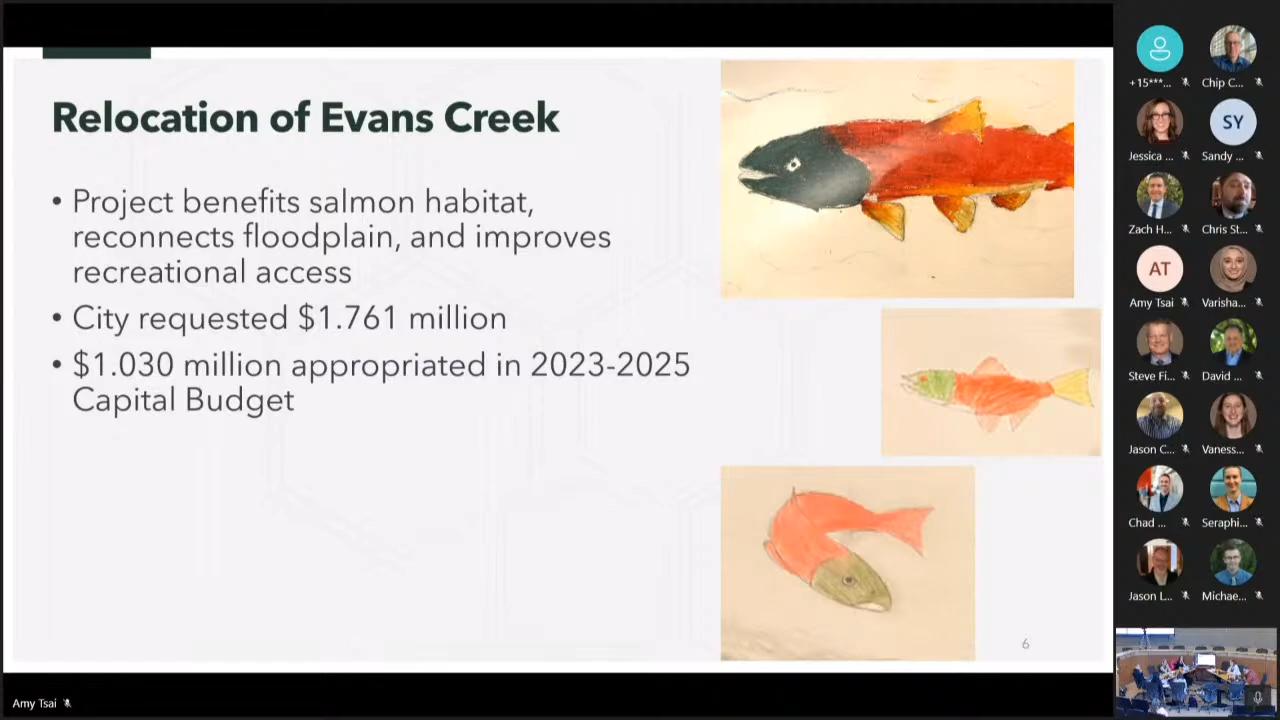 Relocation of Evans Creek
• Project benefits salmon habitat,
reconnects floodplain, and improves
recreational access
• City requested $1.761 million
• $1.030 million appropriated in 2023-2025
Capital Budget
6
Amy Tsai
+15***...
Chip C...
Jessica ...
SY
Sandy ...
Zach H...
Chris St...
AT
Amy Tsai
Varisha...
Steve Fi...
David ...
Jason C...
Vaness...
Chad ...
Seraphi...
Jason L...
Michae...